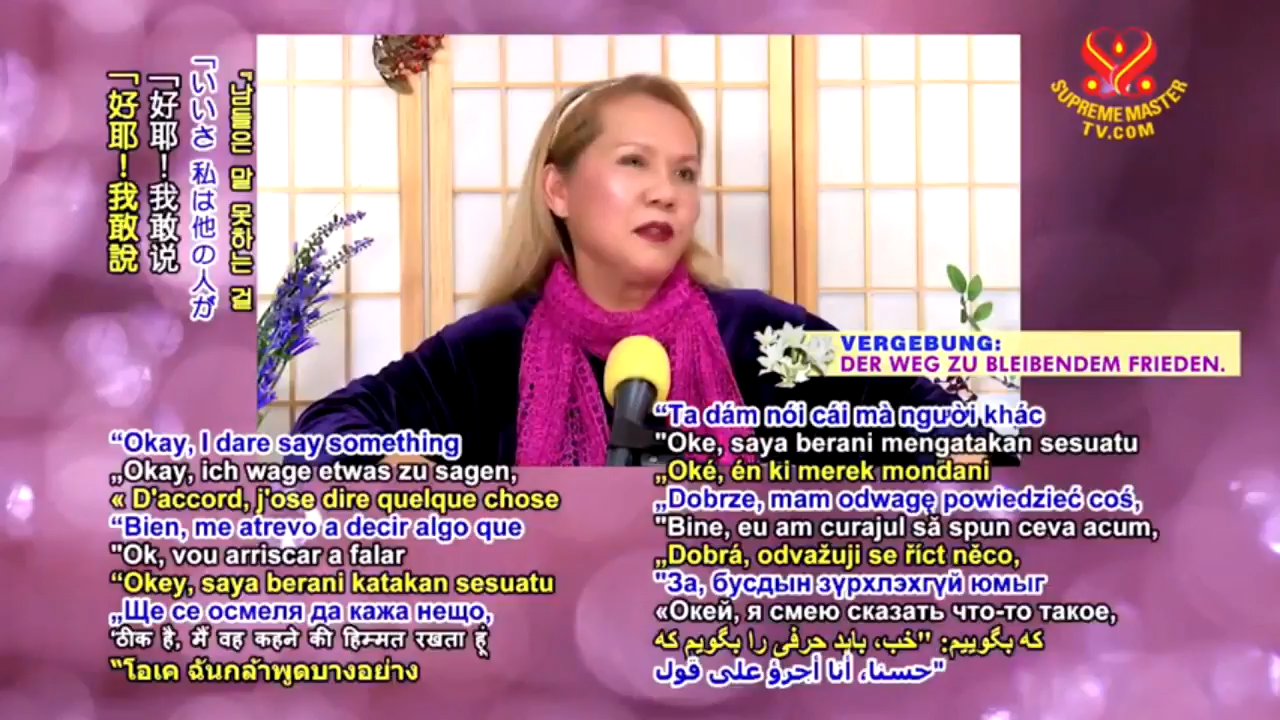 「好耶！我敢說
「好耶！我敢说
「いいさ 私は他の人が
"남들은 말 못하는 걸
SUPREME MASTER
TV.COM
VERGEBUNG:
DER WEG ZU BLEIBENDEM FRIEDEN.
“Okay, I dare say something
„Okay, ich wage etwas zu sagen,
« D'accord, j'ose dire quelque chose
“Bien, me atrevo a decir algo que
"Ok, vou arriscar a falar
“Okey, saya berani katakan sesuatu
„Ще се осмеля да кажа нещо,
'ठीक है, मैं वह कहने की हिम्मत रखता हूं
“โอเค ฉันกล้าพูดบางอย่าง
“Ta dám nói cái mà người khác
"Oke, saya berani mengatakan sesuatu
„Oké, én ki merek mondani
„Dobrze, mam odwagę powiedzieć coś,
"Bine, eu am curajul să spun ceva acum,
„Dobrá, odvažuji se říct něco,
"За, бусдын зүрхлэхгүй юмыг
«Окей, я смею сказать что-то такое,
که بگوییم: "خب، باید حرفی را بگویم که
"حسنا، أنا أجرؤ على قول